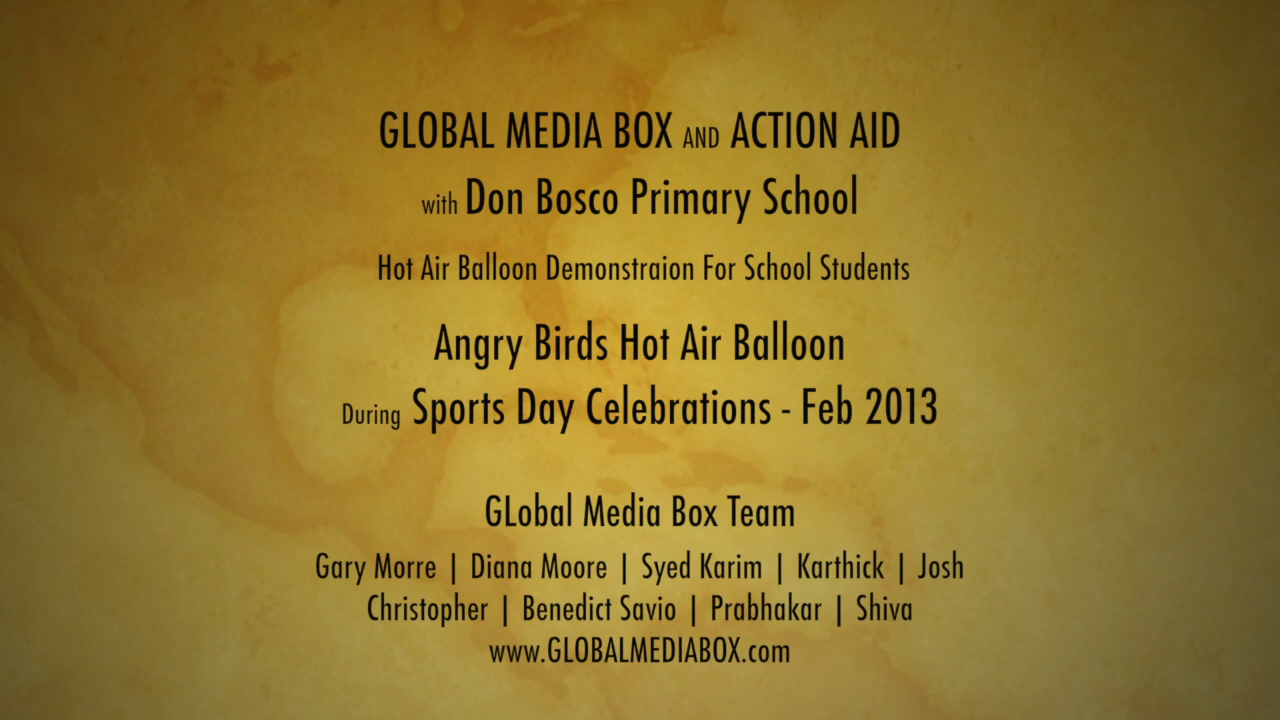 GLOBAL MEDIA BOX AND ACTION AID
with Don Bosco Primary School
Hot Air Balloon Demonstraion For School Students
Angry Birds Hot Air Balloon
During Sports Day Celebrations - Feb 2013
GLobal Media Box Team
Gary Morre | Diana Moore | Syed Karim | Karthick | Josh
Christopher | Benedict Savio | Prabhakar | Shiva
www.GLOBALMEDIABOX.com